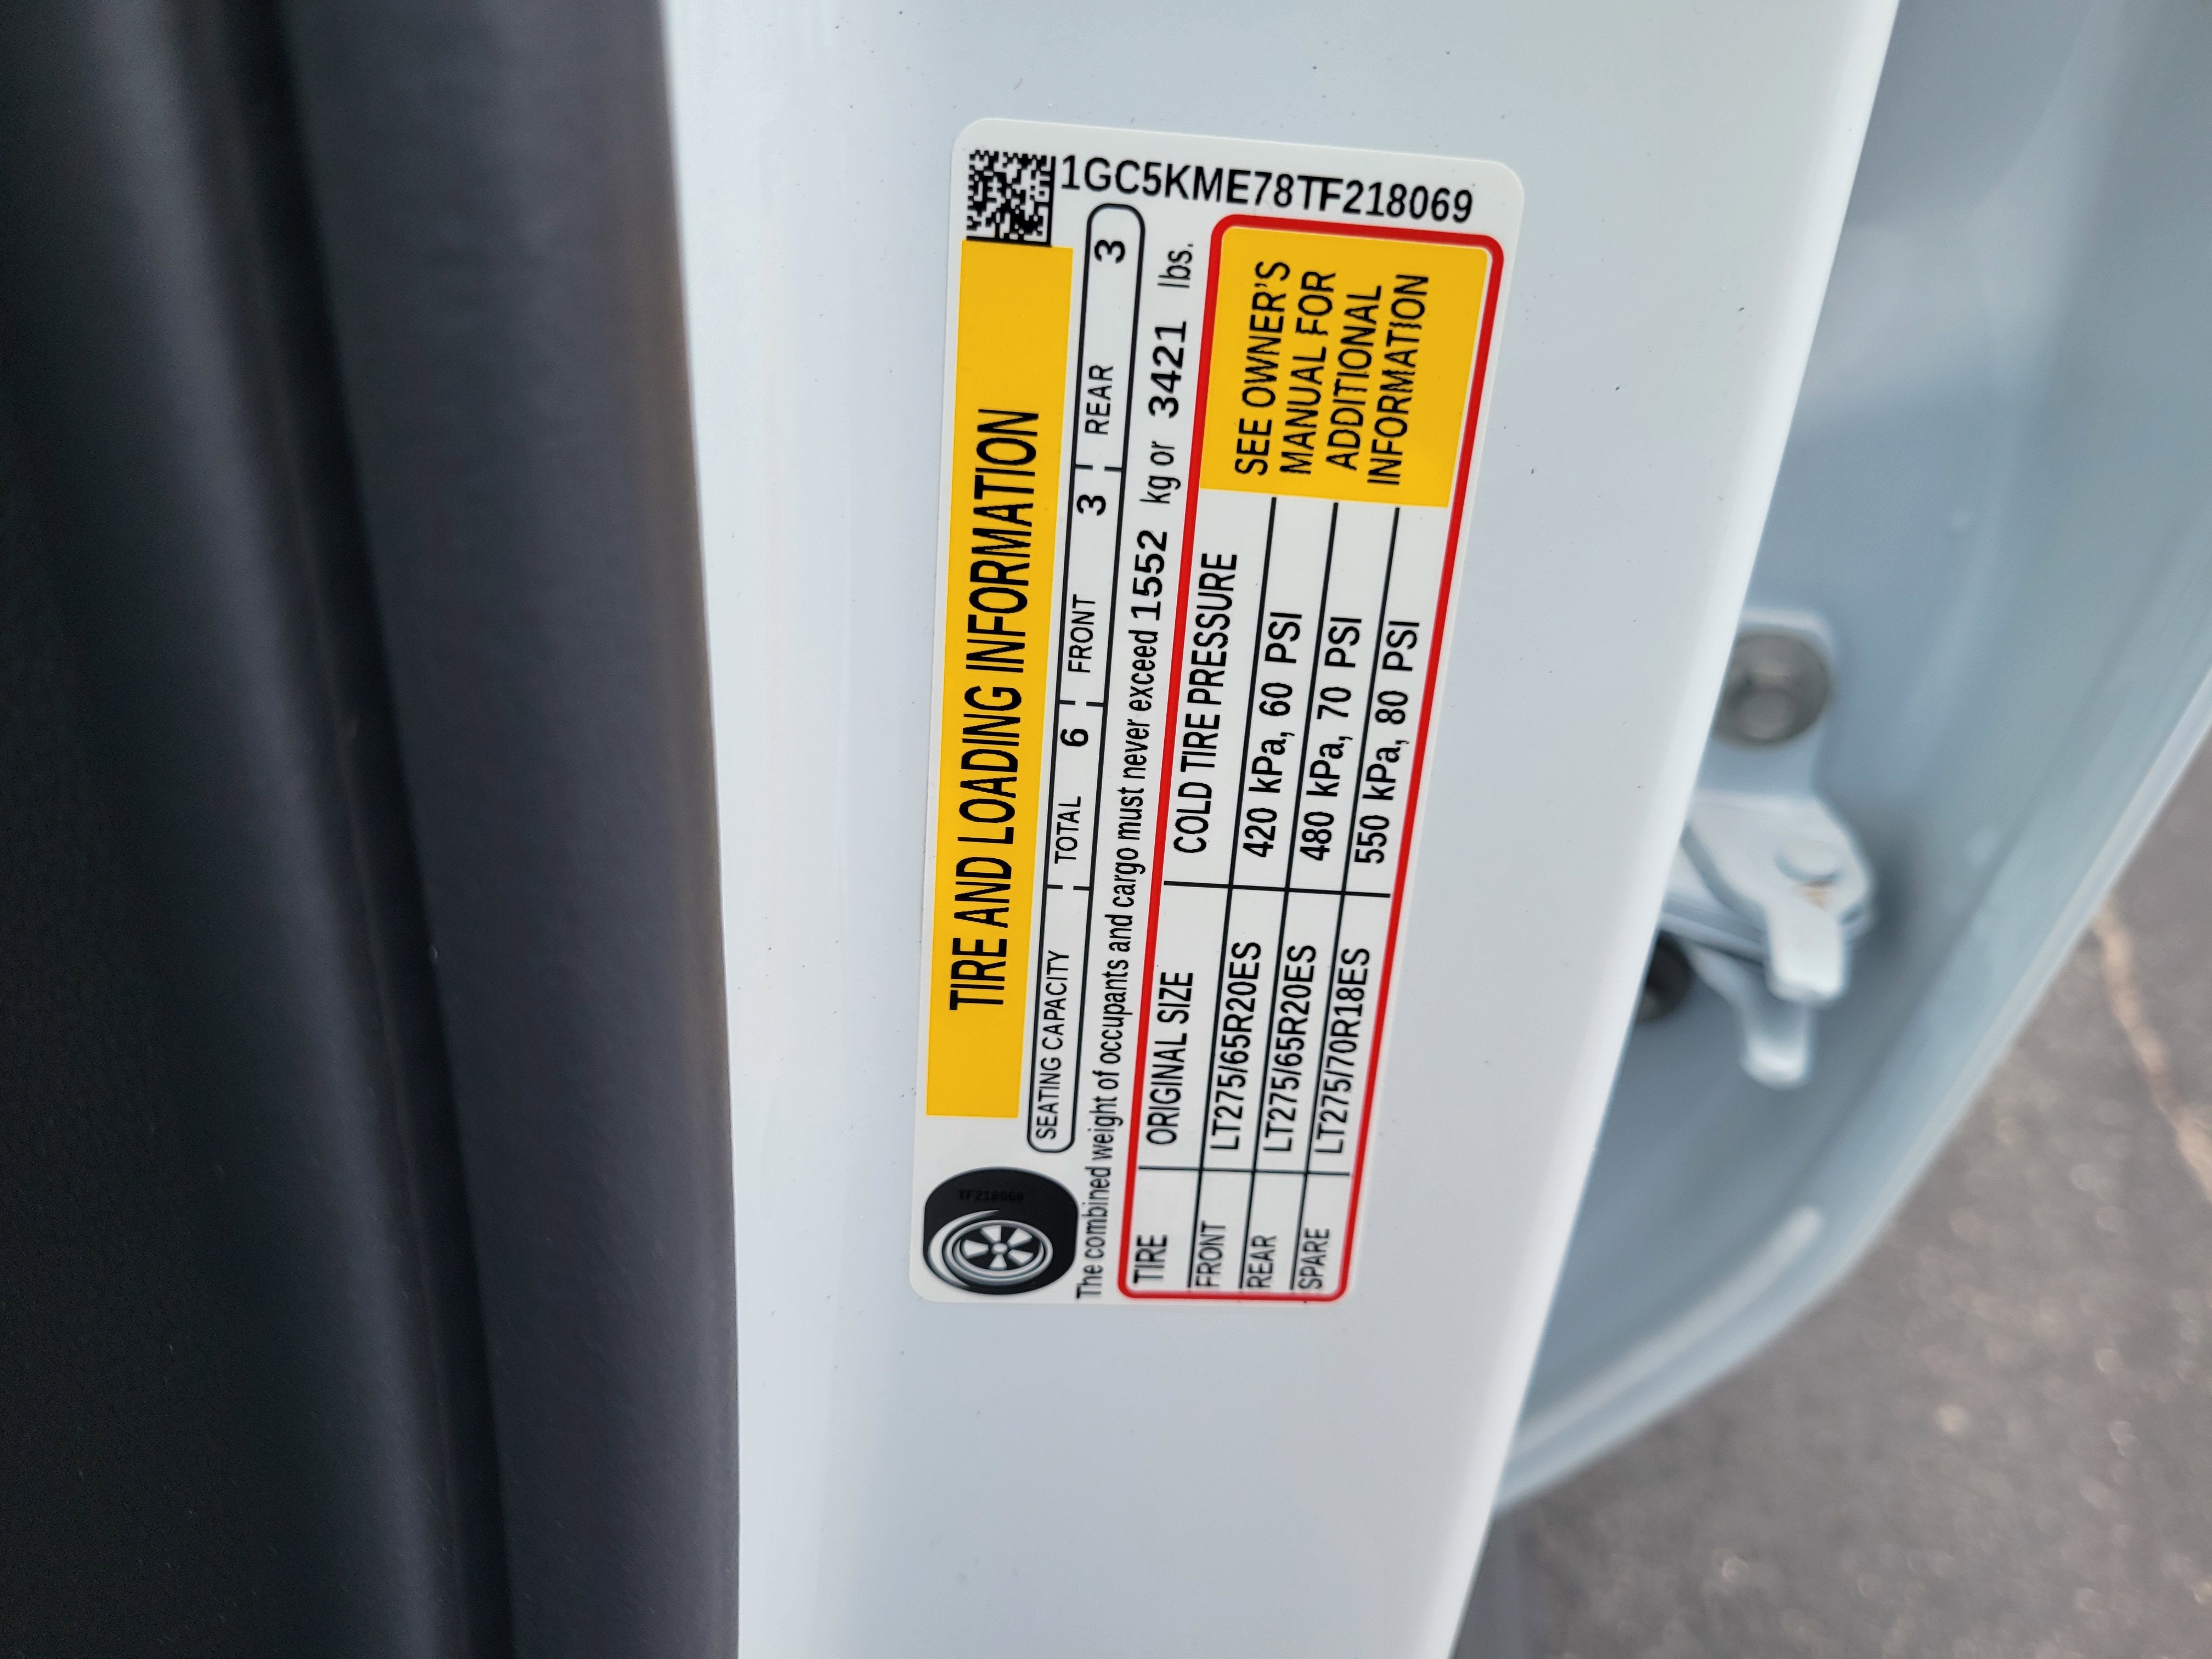 1GC5KME78TF218069
TIRE AND LOADING INFORMATION
SEATING CAPACITY TOTAL 6 FRONT 3 REAR 3
The combined weight of occupants and cargo must never exceed 1552 kg or 3421 lbs.
TIRE ORIGINAL SIZE COLD TIRE PRESSURE
FRONT LT275/65R20ES 420 kPa, 60 PSI
REAR LT275/65R20ES 480 kPa, 70 PSI
SPARE LT275/70R18ES 550 kPa, 80 PSI
SEE OWNER'S
MANUAL FOR
ADDITIONAL
INFORMATION
TF218069